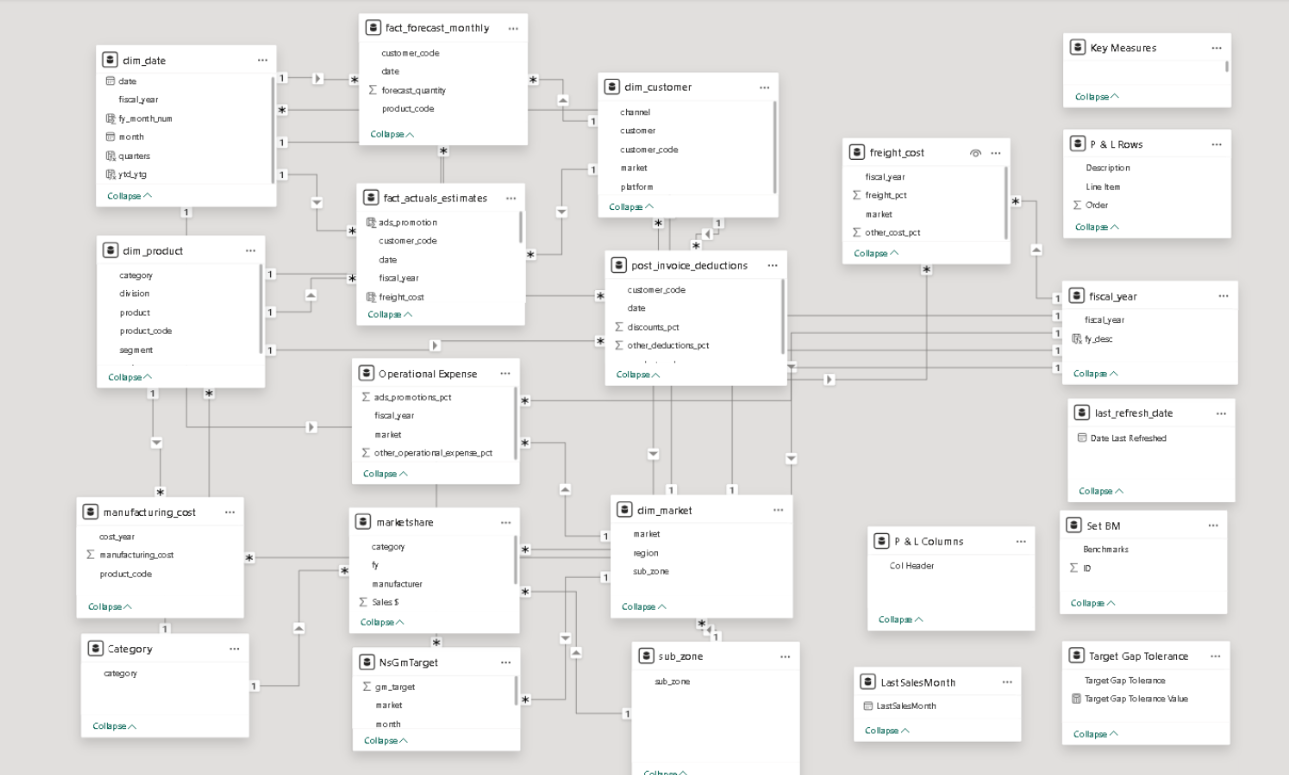 fact_forecast_monthly
customer_code
date
forecast_quantity
product_code
Collapse
dim_date
date
fiscal_year
fy_month_num
month
quarters
ytd_ytg
Collapse
dim_customer
channel
customer
customer_code
market
platform
Collapse
Key Measures
Collapse
freight_cost
fiscal_year
freight_pct
market
other_cost_pct
Collapse
P & L Rows
Description
Line Item
Order
Collapse
fact_actuals_estimates
ads_promotion
customer_code
date
fiscal_year
freight_cost
Collapse
dim_product
category
division
product
product_code
segment
Collapse
post_invoice_deductions
customer_code
date
discounts_pct
other_deductions_pct
Collapse
fiscal_year
fiscal_year
fy_desc
Collapse
Operational Expense
ads_promotions_pct
fiscal_year
market
other_operational_expense_pct
Collapse
last_refresh_date
Date Last Refreshed
Collapse
manufacturing_cost
cost_year
manufacturing_cost
product_code
Collapse
marketshare
category
fy
manufacturer
Sales $
Collapse
dim_market
market
region
sub_zone
Collapse
P & L Columns
Col Header
Collapse
Set BM
Benchmarks
ID
Collapse
Category
category
Collapse
NsGmTarget
gm_target
market
month
Collapse
sub_zone
sub_zone
Collapse
LastSalesMonth
LastSalesMonth
Collapse
Target Gap Tolerance
Target Gap Tolerance
Target Gap Tolerance Value
Collapse